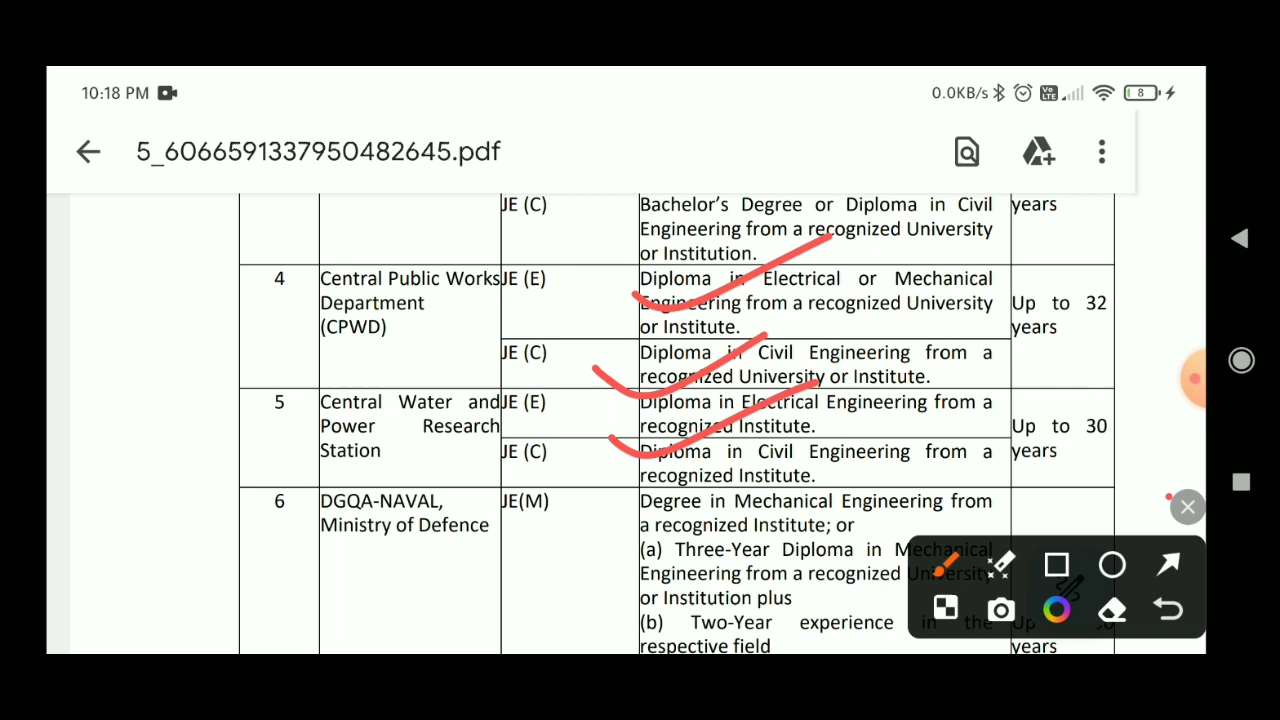 10:18 PM
0.0KB/s
Vo LTE
8
5_6066591337950482645.pdf
JE (C)
Bachelor's Degree or Diploma in Civil
years
Engineering from a recognized University
or Institution.
4
Central Public Works
JE (E)
Diploma in Electrical or Mechanical
Department
Engineering from a recognized University
Up to 32
(CPWD)
or Institute.
years
JE (C)
Diploma in Civil Engineering from a
recognized University or Institute.
5
Central Water and
JE (E)
Diploma in Electrical Engineering from a
Power Research
recognized Institute.
Up to 30
Station
JE (C)
Diploma in Civil Engineering from a
years
recognized Institute.
6
DGQA-NAVAL,
JE(M)
Degree in Mechanical Engineering from
Ministry of Defence
a recognized Institute; or
(a) Three-Year Diploma in Mechanical
Engineering from a recognized University
or Institution plus
(b) Two-Year experience in the
Up
respective field
years